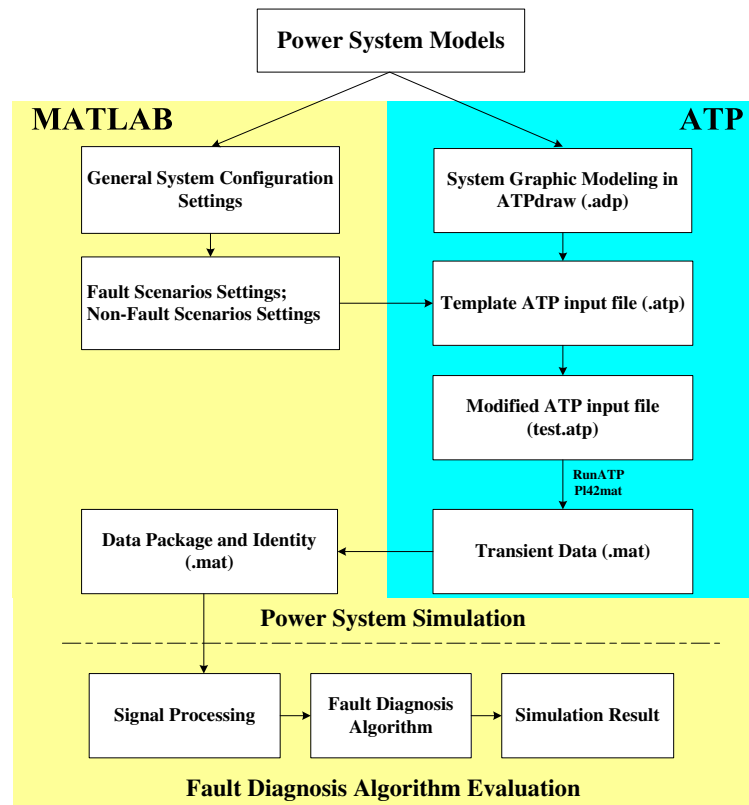 Power System Models
MATLAB
ATP
General System Configuration
Settings
System Graphic Modeling in
ATPdraw (.adp)
Fault Scenarios Settings;
Non-Fault Scenarios Settings
Template ATP input file (.atp)
Modified ATP input file
(test.atp)
RunATP
Pl42mat
Data Package and Identity
(.mat)
Transient Data (.mat)
Power System Simulation
Signal Processing
Fault Diagnosis
Algorithm
Simulation Result
Fault Diagnosis Algorithm Evaluation